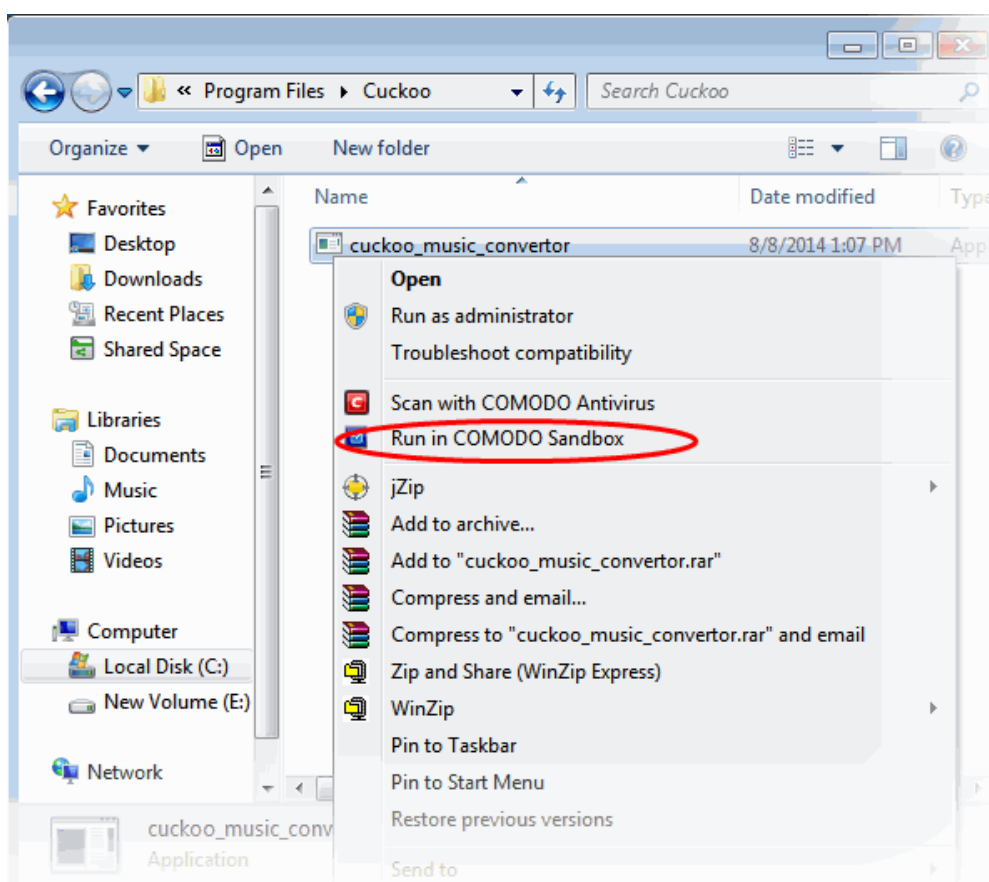 « Program Files Cuckoo
Search Cuckoo
Organize
Open
New folder
Name
Date modified
Type
Favorites
Desktop
Downloads
Recent Places
Shared Space
Libraries
Documents
Music
Pictures
Videos
Computer
Local Disk (C:)
New Volume (E:)
Network
cuckoo_music_convertor
8/8/2014 1:07 PM
App
Open
Run as administrator
Troubleshoot compatibility
Scan with COMODO Antivirus
Run in COMODO Sandbox
jZip
Add to archive...
Add to "cuckoo_music_convertor.rar"
Compress and email...
Compress to "cuckoo_music_convertor.rar" and email
Zip and Share (WinZip Express)
WinZip
Pin to Taskbar
Pin to Start Menu
Restore previous versions
Send to
cuckoo_music_conv
Application